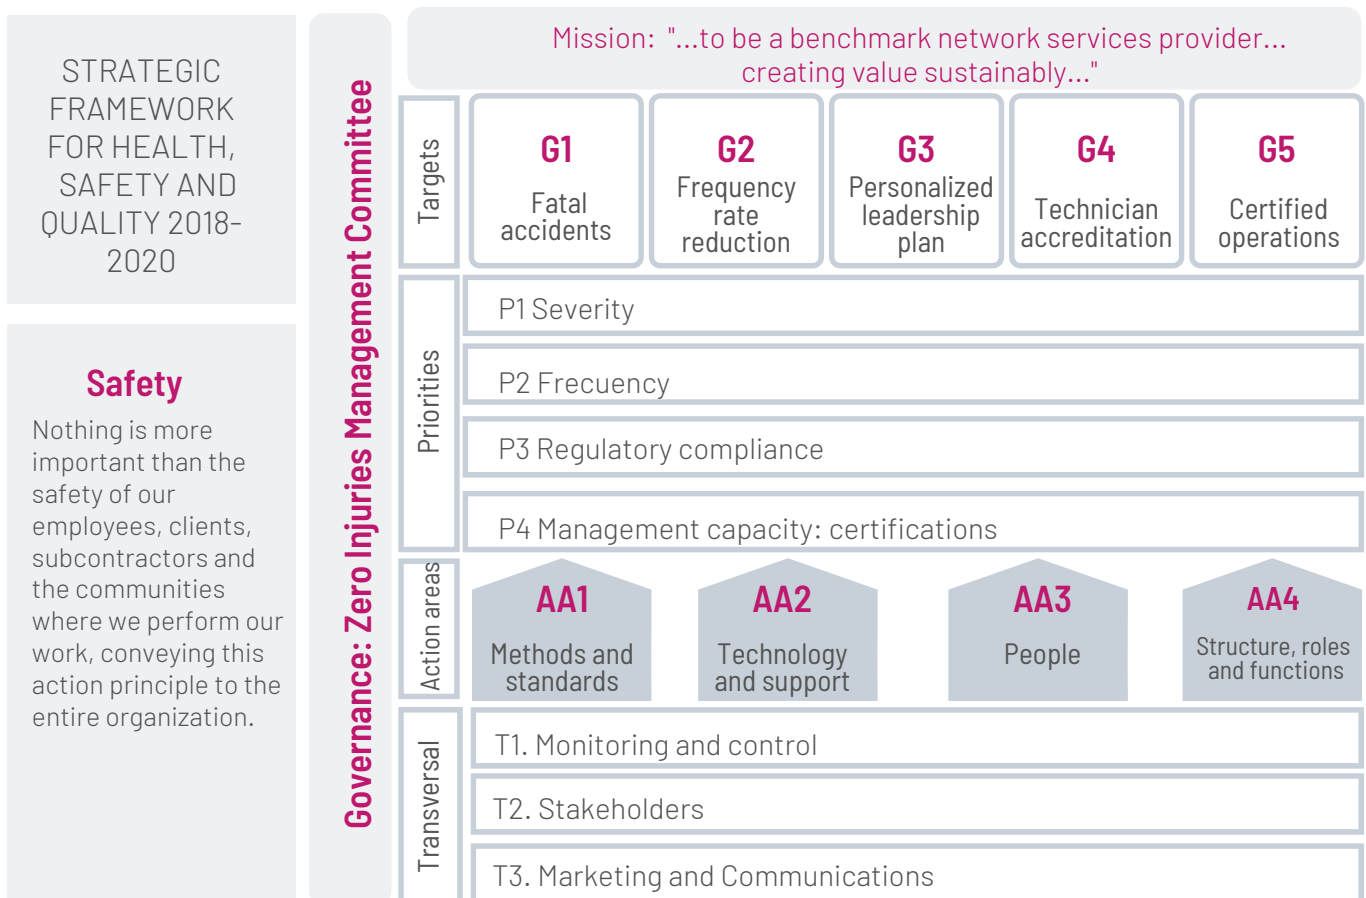 STRATEGIC
FRAMEWORK
FOR HEALTH,
SAFETY AND
QUALITY 2018-
2020
Safety
Nothing is more
important than the
safety of our
employees, clients,
subcontractors and
the communities
where we perform our
work, conveying this
action principle to the
entire organization.
Governance: Zero Injuries Management Committee
Mission: "...to be a benchmark network services provider...
creating value sustainably..."
Targets
G1
Fatal
accidents
G2
Frequency
rate
reduction
G3
Personalized
leadership
plan
G4
Technician
accreditation
G5
Certified
operations
Priorities
P1 Severity
P2 Frecuency
P3 Regulatory compliance
P4 Management capacity: certifications
Action areas
AA1
Methods and
standards
AA2
Technology
and support
AA3
People
AA4
Structure, roles
and functions
Transversal
T1. Monitoring and control
T2. Stakeholders
T3. Marketing and Communications